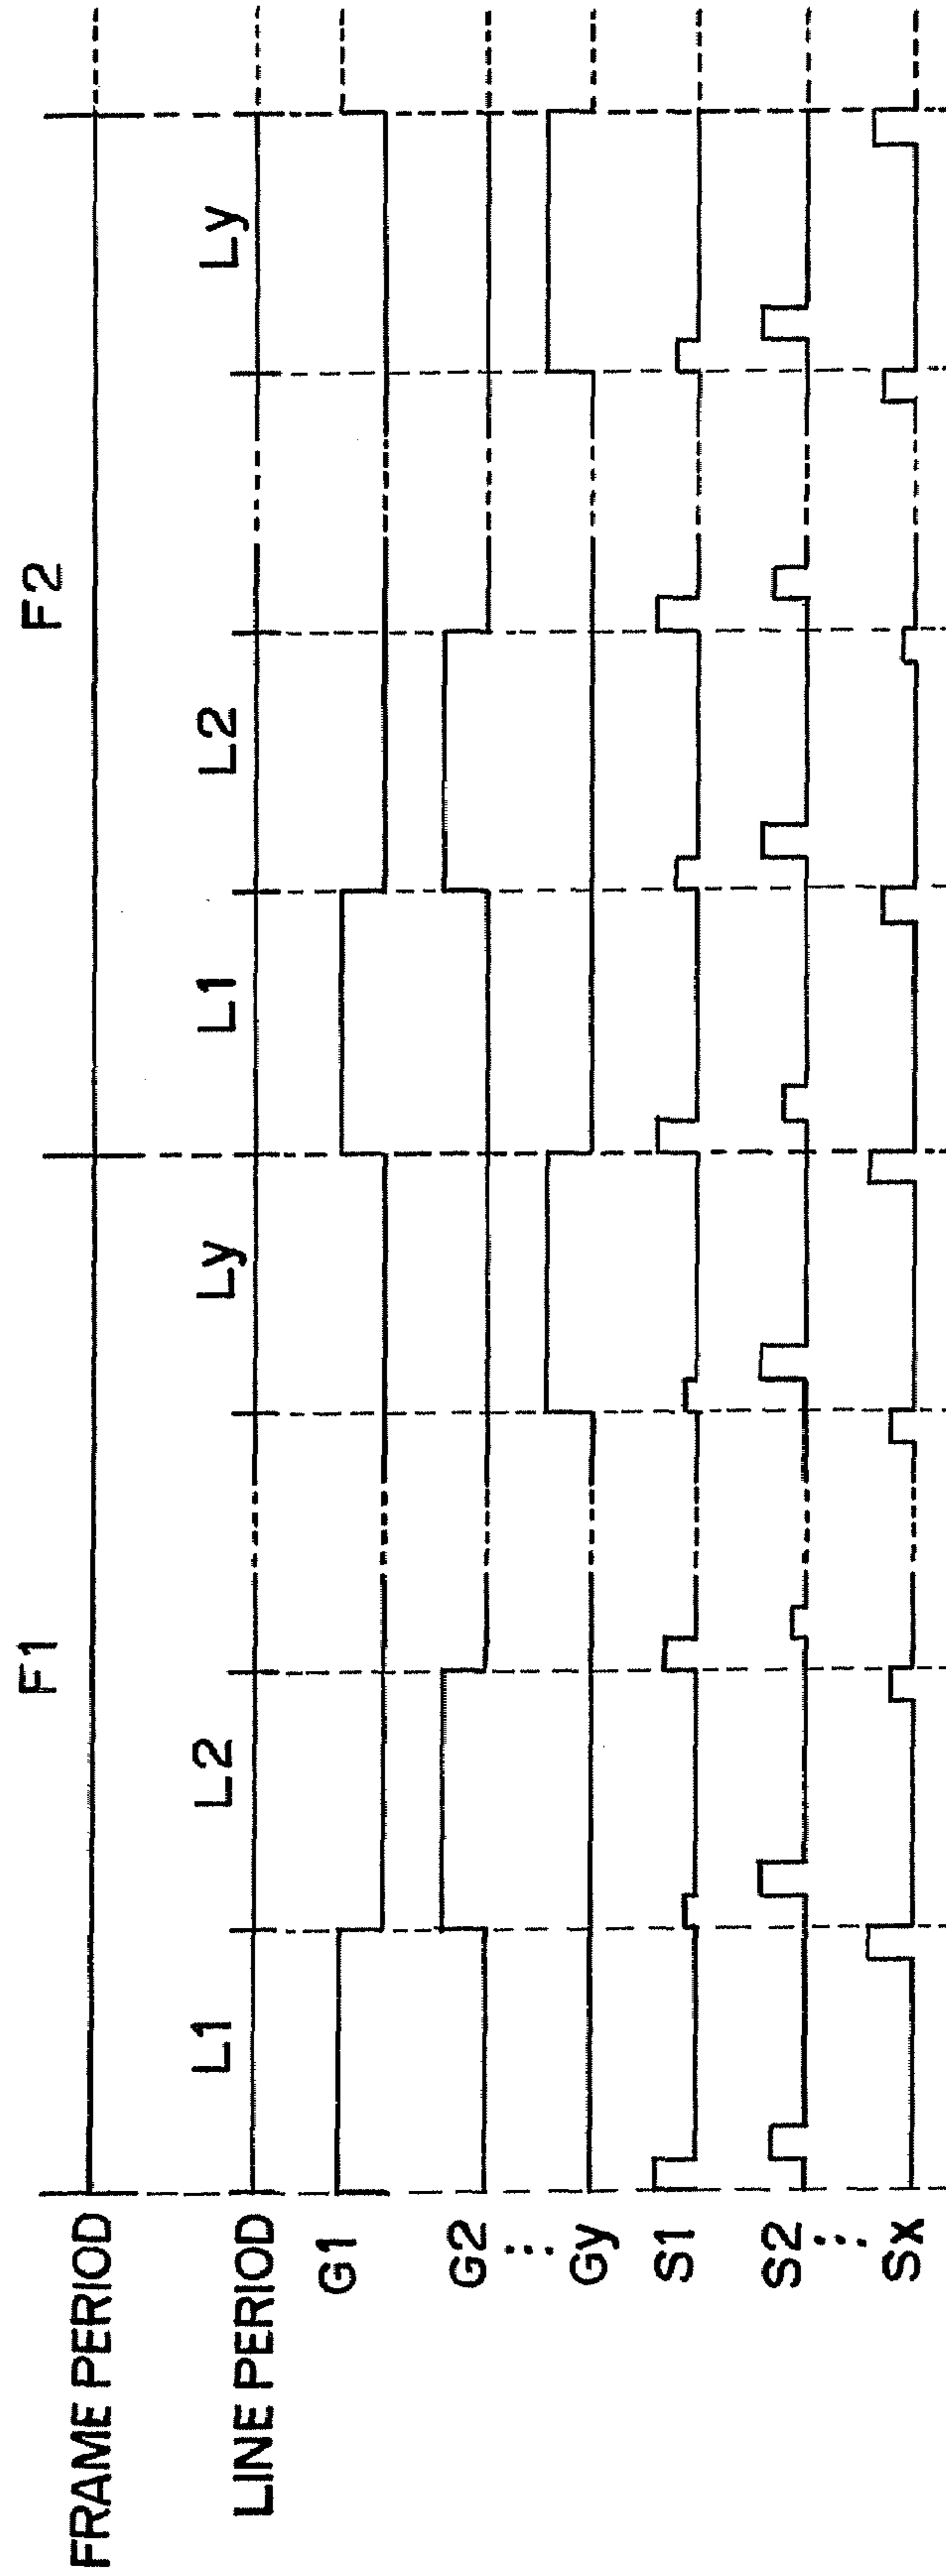 F1 F2
FRAME PERIOD
L1 L2 Ly L1 L2 Ly
LINE PERIOD
G1
G2
⋮
Gy
S1
S2
⋮
Sx